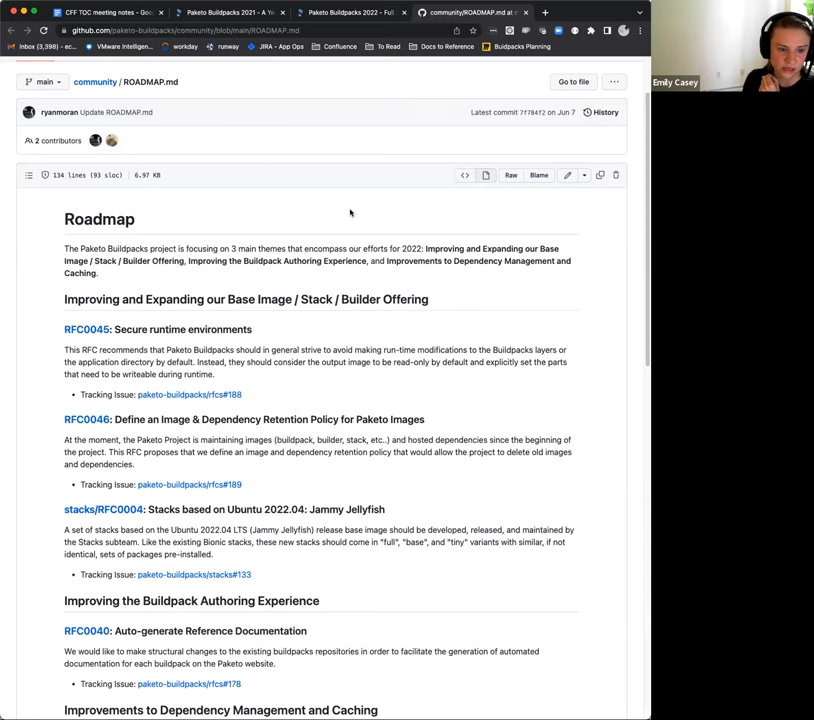 CFF TOC meeting notes - Goo
Paketo Buildpacks 2021 - A Ye
Paketo Buildpacks 2022 - Full
community/ROADMAP.md at m
github.com/paketo-buildpacks/community/blob/main/ROADMAP.md
Inbox (3,398) - ec...
VMware Intelligen...
workday
runway
JIRA - App Ops
Confluence
To Read
Docs to Reference
Buidpacks Planning
Emily Casey
main
community / ROADMAP.md
Go to file
ryanmoran Update ROADMAP.md
Latest commit 7f784f2 on Jun 7
History
2 contributors
134 lines (93 sloc)
6.97 KB
Raw
Blame
Roadmap
The Paketo Buildpacks project is focusing on 3 main themes that encompass our efforts for 2022: Improving and Expanding our Base
Image / Stack / Builder Offering, Improving the Buildpack Authoring Experience, and Improvements to Dependency Management and
Caching.
Improving and Expanding our Base Image / Stack / Builder Offering
RFC0045: Secure runtime environments
This RFC recommends that Paketo Buildpacks should in general strive to avoid making run-time modifications to the Buildpacks layers or
the application directory by default. Instead, they should consider the output image to be read-only by default and explicitly set the parts
that need to be writeable during runtime.
• Tracking Issue: paketo-buildpacks/rfcs#188
RFC0046: Define an Image & Dependency Retention Policy for Paketo Images
At the moment, the Paketo Project is maintaining images (buildpack, builder, stack, etc..) and hosted dependencies since the beginning of
the project. This RFC proposes that we define an image and dependency retention policy that would allow the project to delete old images
and dependencies.
• Tracking Issue: paketo-buildpacks/rfcs#189
stacks/RFC0004: Stacks based on Ubuntu 2022.04: Jammy Jellyfish
A set of stacks based on the Ubuntu 2022.04 LTS (Jammy Jellyfish) release base image should be developed, released, and maintained by
the Stacks subteam. Like the existing Bionic stacks, these new stacks should come in "full", "base", and "tiny" variants with similar, if not
identical, sets of packages pre-installed.
• Tracking Issue: paketo-buildpacks/stacks#133
Improving the Buildpack Authoring Experience
RFC0040: Auto-generate Reference Documentation
We would like to make structural changes to the existing buildpacks repositories in order to facilitate the generation of automated
documentation for each buildpack on the Paketo website.
• Tracking Issue: paketo-buildpacks/rfcs#178
Improvements to Dependency Management and Caching